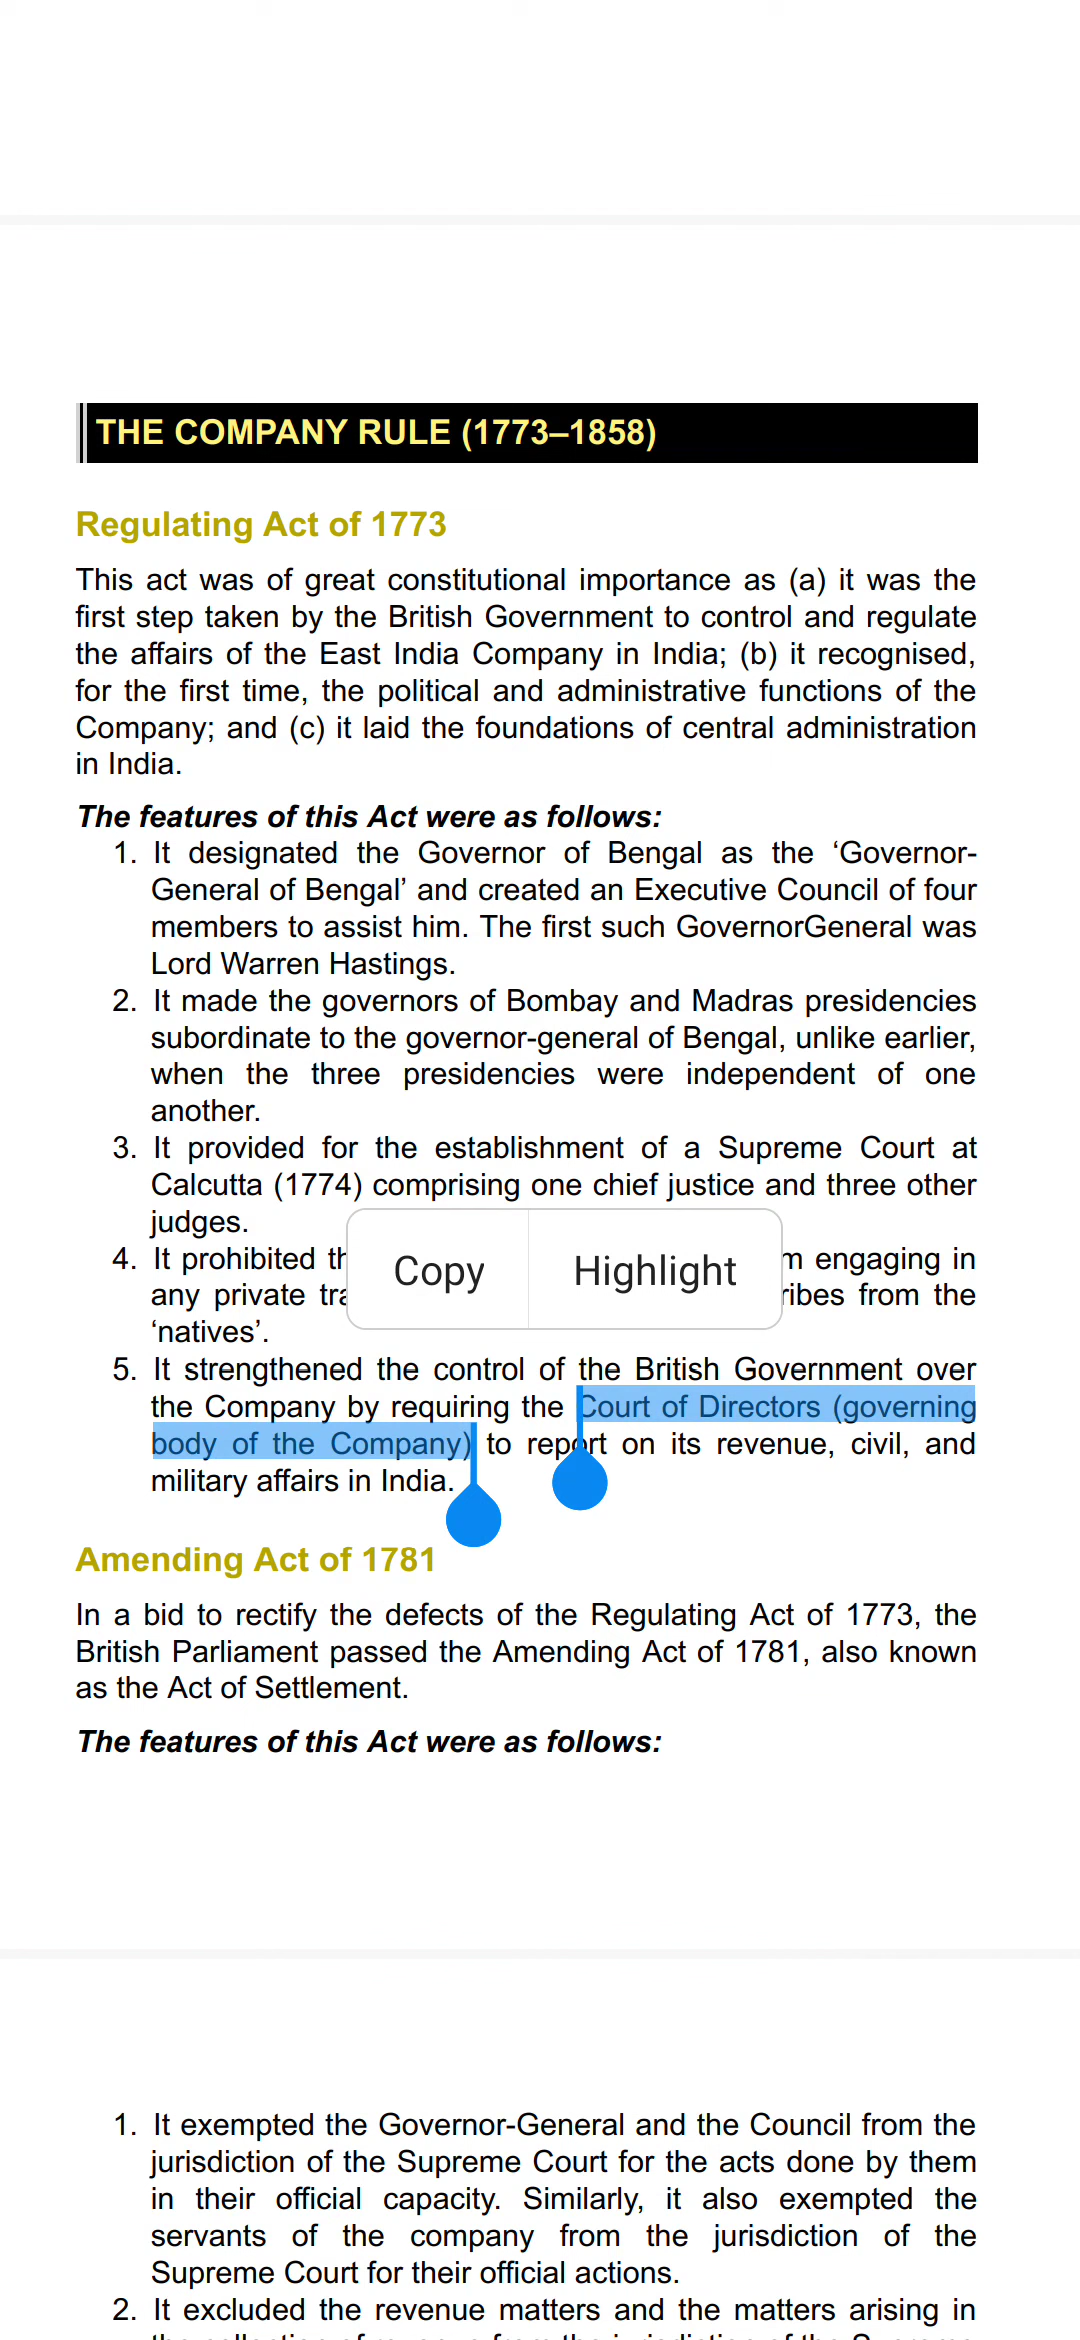 THE COMPANY RULE (1773–1858)
Regulating Act of 1773
This act was of great constitutional importance as (a) it was the
first step taken by the British Government to control and regulate
the affairs of the East India Company in India; (b) it recognised,
for the first time, the political and administrative functions of the
Company; and (c) it laid the foundations of central administration
in India.
The features of this Act were as follows:
1. It designated the Governor of Bengal as the ‘Governor-
General of Bengal’ and created an Executive Council of four
members to assist him. The first such GovernorGeneral was
Lord Warren Hastings.
2. It made the governors of Bombay and Madras presidencies
subordinate to the governor-general of Bengal, unlike earlier,
when the three presidencies were independent of one
another.
3. It provided for the establishment of a Supreme Court at
Calcutta (1774) comprising one chief justice and three other
judges.
4. It prohibited engaging in
any private from the
‘natives’.
Copy Highlight
5. It strengthened the control of the British Government over
the Company by requiring the Court of Directors (governing
body of the Company) to report on its revenue, civil, and
military affairs in India.
Amending Act of 1781
In a bid to rectify the defects of the Regulating Act of 1773, the
British Parliament passed the Amending Act of 1781, also known
as the Act of Settlement.
The features of this Act were as follows:
1. It exempted the Governor-General and the Council from the
jurisdiction of the Supreme Court for the acts done by them
in their official capacity. Similarly, it also exempted the
servants of the company from the jurisdiction of the
Supreme Court for their official actions.
2. It excluded the revenue matters and the matters arising in